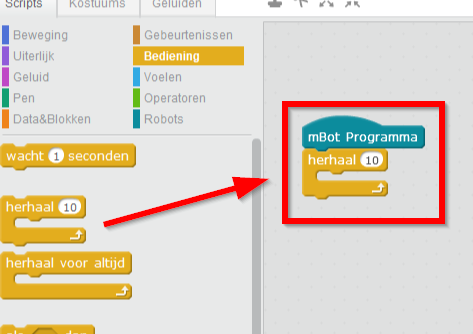 Scripts Kostuums Geluiden
Beweging Gebeurtenissen
Uiterlijk Bediening
Geluid Voelen
Pen Operatoren
Data&Blokken Robots
wacht 1 seconden
herhaal 10
herhaal voor altijd
mBot Programma
herhaal 10